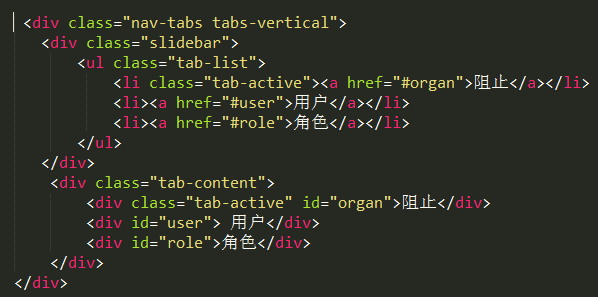 <div class="nav-tabs tabs-vertical">
<div class="slidebar">
<ul class="tab-list">
<li class="tab-active"><a href="#organ">阻止</a></li>
<li><a href="#user">用户</a></li>
<li><a href="#role">角色</a></li>
</ul>
</div>
<div class="tab-content">
<div class="tab-active" id="organ">阻止</div>
<div id="user"> 用户</div>
<div id="role">角色</div>
</div>
</div>